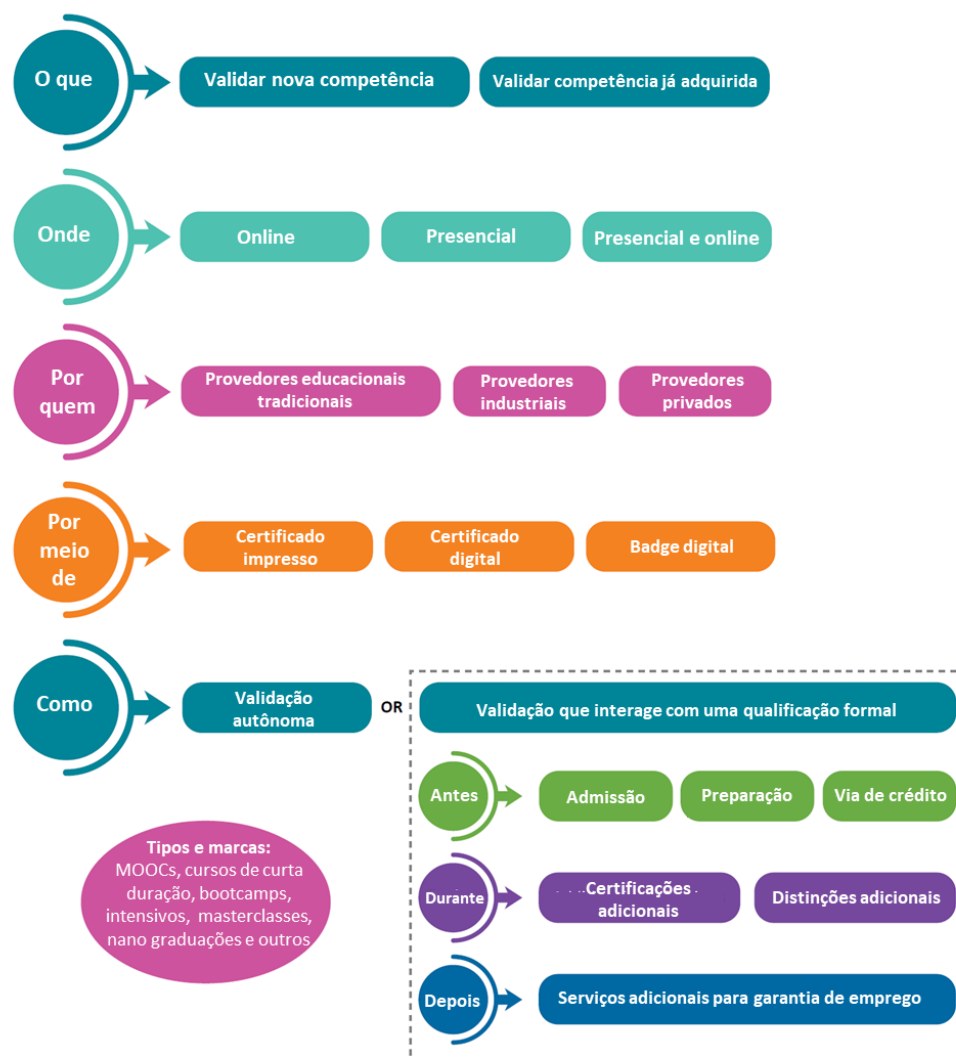 O que
Validar nova competência
Validar competência já adquirida
Onde
Online
Presencial
Presencial e online
Por
quem
Provedores educacionais
tradicionais
Provedores
industriais
Provedores
privados
Por
meio
de
Certificado
impresso
Certificado
digital
Badge digital
Como
Validação
autônoma
OR
Validação que interage com uma qualificação formal
Antes
Admissão
Preparação
Via de crédito
Tipos e marcas:
MOOCs, cursos de curta
duração, bootcamps,
intensivos, masterclasses,
nano graduações e outros
Durante
Certificações
adicionais
Distinções adicionais
Depois
Serviços adicionais para garantia de emprego